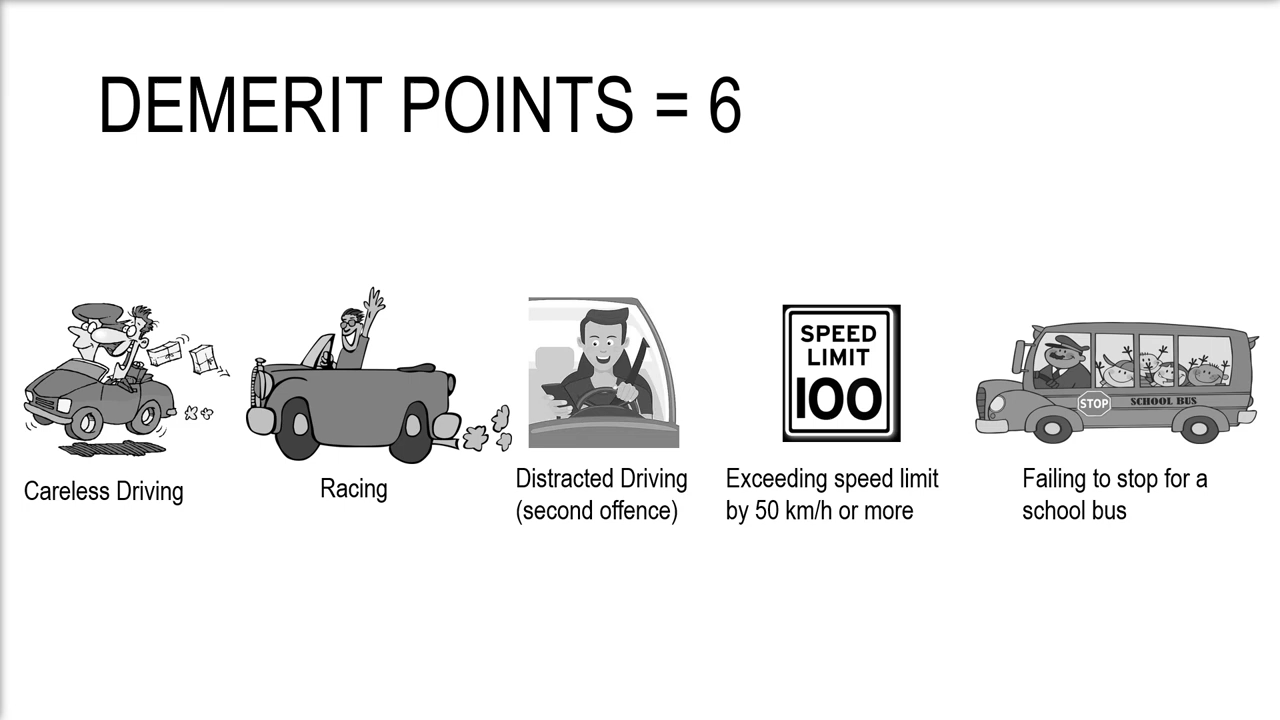 DEMERIT POINTS = 6
SPEED
LIMIT
100
STOP
SCHOOL BUS
Careless Driving
Racing
Distracted Driving
(second offence)
Exceeding speed limit
by 50 km/h or more
Failing to stop for a
school bus